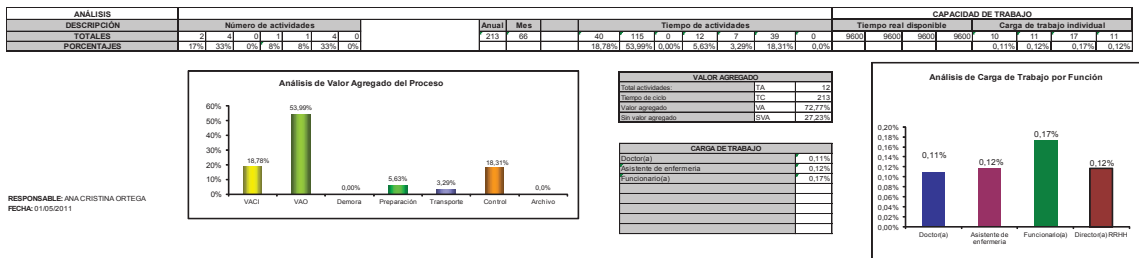 ANÁLISIS CAPACIDAD DE TRABAJO
DESCRIPCIÓN Número de actividades Anual Mes Tiempo de actividades Tiempo real disponible Carga de trabajo individual
TOTALES 2 4 0 1 1 4 0 213 66 40 115 0 12 7 39 0 9600 9600 9600 9600 10 11 17 11
PORCENTAJES 17% 33% 0% 8% 8% 33% 0% 18,78% 53,99% 0,00% 5,63% 3,29% 18,31% 0,0% 0,11% 0,12% 0,17% 0,12%
Análisis de Valor Agregado del Proceso
60%
50%
40%
30%
20%
10%
0%
18,78%
53,99%
0,00%
5,63%
3,29%
18,31%
0,0%
VACI VAO Demora Preparación Transporte Control Archivo
RESPONSABLE: ANA CRISTINA ORTEGA
FECHA: 01/05/2011
VALOR AGREGADO
Total actividades: TA 12
Tiempo de ciclo TC 213
Valor agregado VA 72,77%
Sin valor agregado SVA 27,23%
CARGA DE TRABAJO
Doctor(a) 0,11%
Asistente de enfermeria 0,12%
Funcionario(a) 0,17%
Análisis de Carga de Trabajo por Función
0,20%
0,18%
0,16%
0,14%
0,12%
0,10%
0,08%
0,06%
0,04%
0,02%
0,00%
0,11%
0,12%
0,17%
0,12%
Doctor(a) Asistente de Funcionario(a) Director(a) RRHH
enfermeria